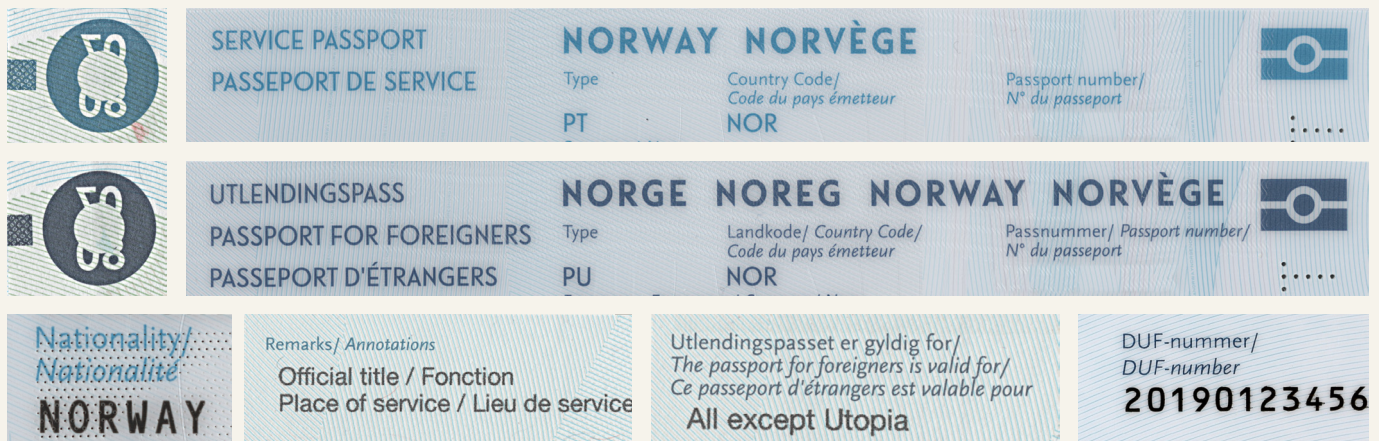 SERVICE PASSPORT
PASSEPORT DE SERVICE
NORWAY NORVÈGE
Type
Country Code/
Code du pays émetteur
Passport number/
N° du passeport
PT
NOR
UTLENDINGSPASS
PASSPORT FOR FOREIGNERS
PASSEPORT D'ÉTRANGERS
NORGE NOREG NORWAY NORVÈGE
Type
Landkode/ Country Code/
Code du pays émetteur
Passnummer/ Passport number/
N° du passeport
PU
NOR
Nationality/
Nationalité
NORWAY
Remarks/ Annotations
Official title / Fonction
Place of service / Lieu de service
Utlendingspasset er gyldig for/
The passport for foreigners is valid for/
Ce passeport d'étrangers est valable pour
All except Utopia
DUF-nummer/
DUF-number
20190123456